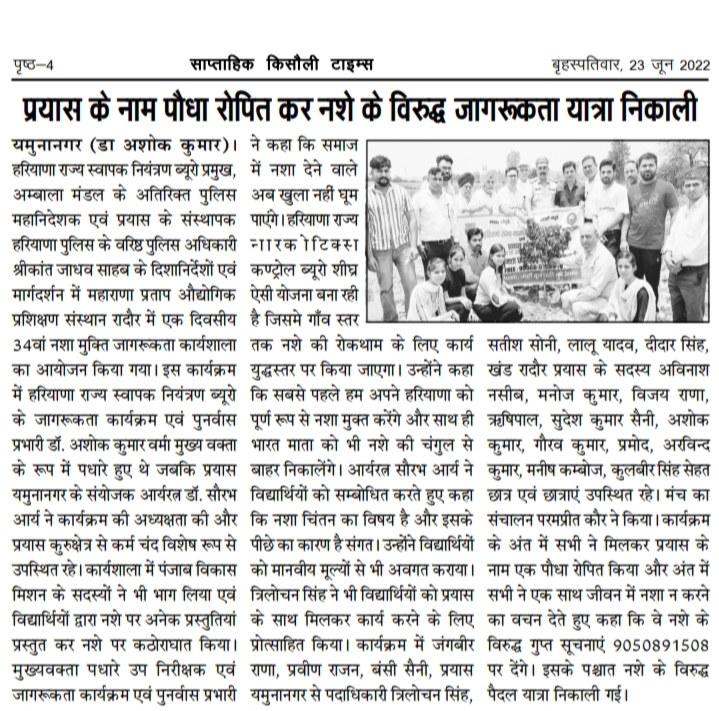 पृष्ठ–4
साप्ताहिक किसौली टाइम्स
बृहस्पतिवार, 23 जून 2022
प्रयास के नाम पौधा रोपित कर नशे के विरुद्ध जागरूकता यात्रा निकाली
यमुनानगर (डा अशोक कुमार)।
हरियाणा राज्य स्वापक नियंत्रण ब्यूरो प्रमुख,
अम्बाला मंडल के अतिरिक्त पुलिस
महानिदेशक एवं प्रयास के संस्थापक
हरियाणा पुलिस के वरिष्ठ पुलिस अधिकारी
श्रीकांत जाधव साहब के दिशानिर्देशों एवं
मार्गदर्शन में महाराणा प्रताप औद्योगिक
प्रशिक्षण संस्थान रादौर में एक दिवसीय
34वां नशा मुक्ति जागरूकता कार्यशाला
का आयोजन किया गया। इस कार्यक्रम
में हरियाणा राज्य स्वापक नियंत्रण ब्यूरो
के जागरूकता कार्यक्रम एवं पुनर्वास
प्रभारी डॉ. अशोक कुमार वर्मा मुख्य वक्ता
के रूप में पधारे हुए थे जबकि प्रयास
यमुनानगर के संयोजक आर्यरत्न डॉ. सौरभ
आर्य ने कार्यक्रम की अध्यक्षता की और
प्रयास कुरुक्षेत्र से कर्म चंद विशेष रूप से
उपस्थित रहे। कार्यशाला में पंजाब विकास
मिशन के सदस्यों ने भी भाग लिया एवं
विद्यार्थियों द्वारा नशे पर अनेक प्रस्तुतियां
प्रस्तुत कर नशे पर कठोराघात किया।
मुख्यवक्ता पधारे उप निरीक्षक एवं
जागरूकता कार्यक्रम एवं पुनर्वास प्रभारी
ने कहा कि समाज
में नशा देने वाले
अब खुला नहीं घूम
पाएंगे। हरियाणा राज्य
नारकोटिक्स
कण्ट्रोल ब्यूरो शीघ्र
ऐसी योजना बना रही
है जिसमे गाँव स्तर
तक नशे की रोकथाम के लिए कार्य
युद्धस्तर पर किया जाएगा। उन्होंने कहा
कि सबसे पहले हम अपने हरियाणा को
पूर्ण रूप से नशा मुक्त करेंगे और साथ ही
भारत माता को भी नशे की चंगुल से
बाहर निकालेंगे। आर्यरत्न सौरभ आर्य ने
विद्यार्थियों को सम्बोधित करते हुए कहा
कि नशा चिंतन का विषय है और इसके
पीछे का कारण है संगत। उन्होंने विद्यार्थियों
को मानवीय मूल्यों से भी अवगत कराया।
त्रिलोचन सिंह ने भी विद्यार्थियों को प्रयास
के साथ मिलकर कार्य करने के लिए
प्रोत्साहित किया। कार्यक्रम में जंगबीर
राणा, प्रवीण राजन, बंसी सैनी, प्रयास
यमुनानगर से पदाधिकारी त्रिलोचन सिंह,
सतीश सोनी, लालू यादव, दीदार सिंह,
खंड रादौर प्रयास के सदस्य अविनाश
नसीब, मनोज कुमार, विजय राणा,
ऋषिपाल, सुदेश कुमार सैनी, अशोक
कुमार, गौरव कुमार, प्रमोद, अरविन्द
कुमार, मनीष कम्बोज, कुलबीर सिंह सेहत
छात्र एवं छात्राएं उपस्थित रहे। मंच का
संचालन परमप्रीत कौर ने किया। कार्यक्रम
के अंत में सभी ने मिलकर प्रयास के
नाम एक पौधा रोपित किया और अंत में
सभी ने एक साथ जीवन में नशा न करने
का वचन देते हुए कहा कि वे नशे के
विरुद्ध गुप्त सूचनाएं 9050891508
पर देंगे। इसके पश्चात नशे के विरुद्ध
पैदल यात्रा निकाली गई।